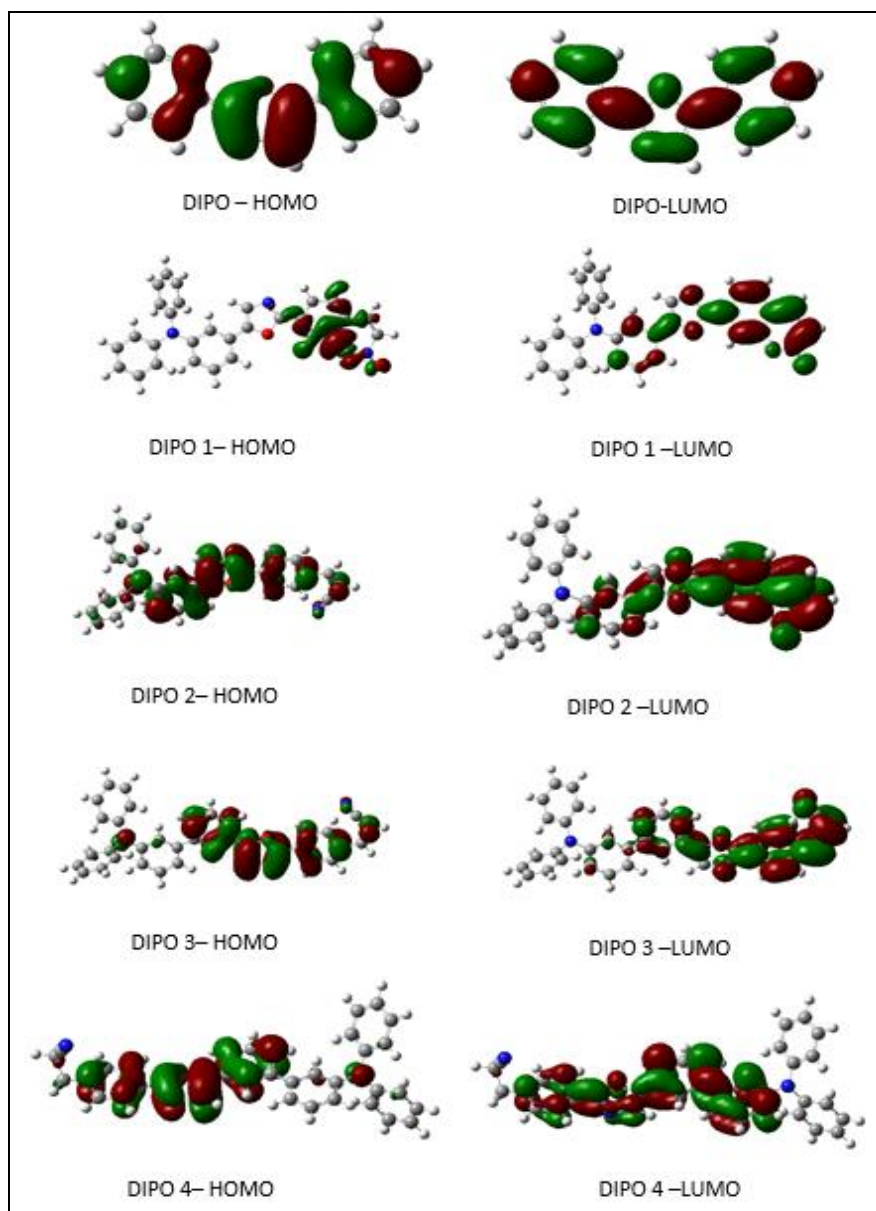 DIPO – HOMO
DIPO-LUMO
DIPO 1– HOMO
DIPO 1 –LUMO
DIPO 2– HOMO
DIPO 2 –LUMO
DIPO 3– HOMO
DIPO 3 –LUMO
DIPO 4– HOMO
DIPO 4 –LUMO